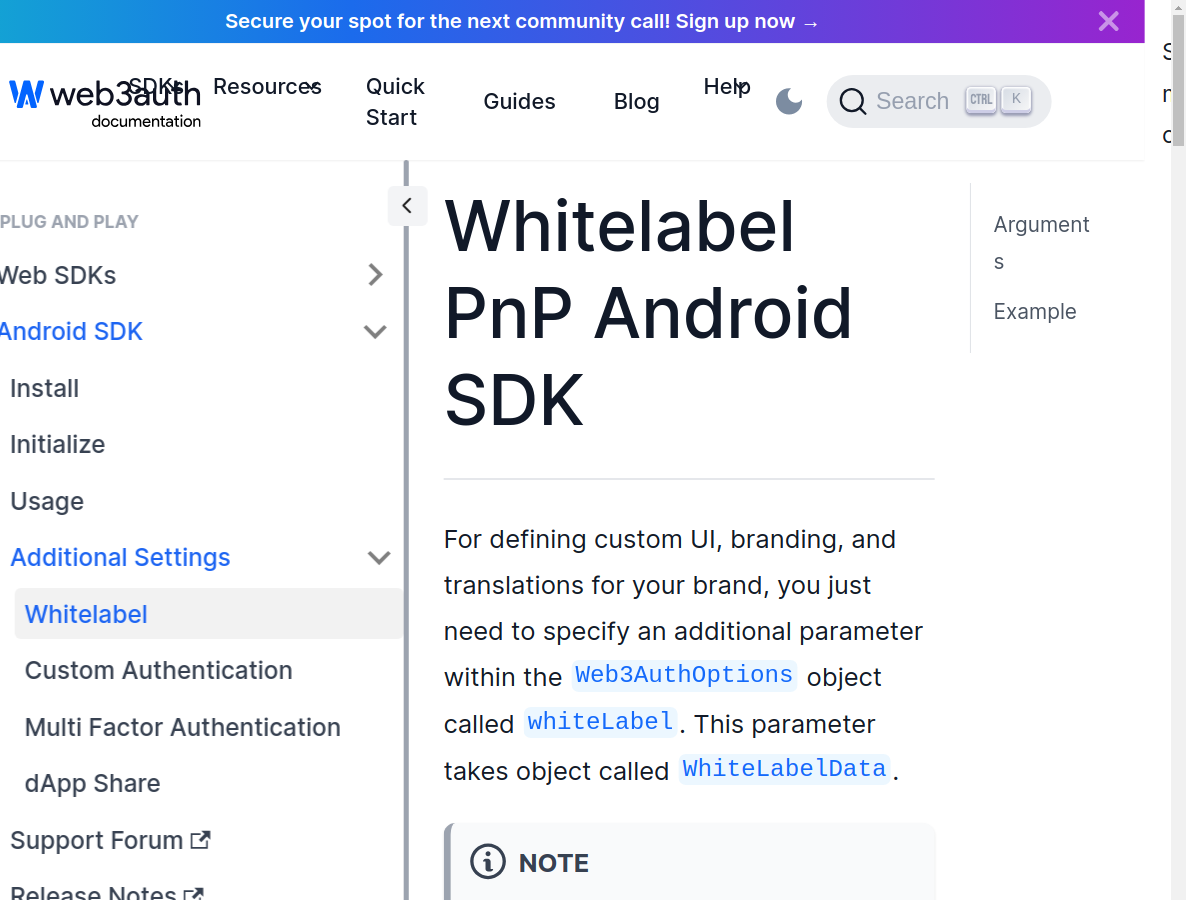 Secure your spot for the next community call! Sign up now →
web3auth
documentation
SDKs
Resources
Quick
Start
Guides
Blog
Help
Search
CTRL
K
PLUG AND PLAY
Web SDKs
Android SDK
Install
Initialize
Usage
Additional Settings
Whitelabel
Custom Authentication
Multi Factor Authentication
dApp Share
Support Forum
Release Notes
Whitelabel
PnP Android
SDK
For defining custom UI, branding, and
translations for your brand, you just
need to specify an additional parameter
within the Web3AuthOptions object
called whiteLabel. This parameter
takes object called WhiteLabelData.
NOTE
Argument
s
Example